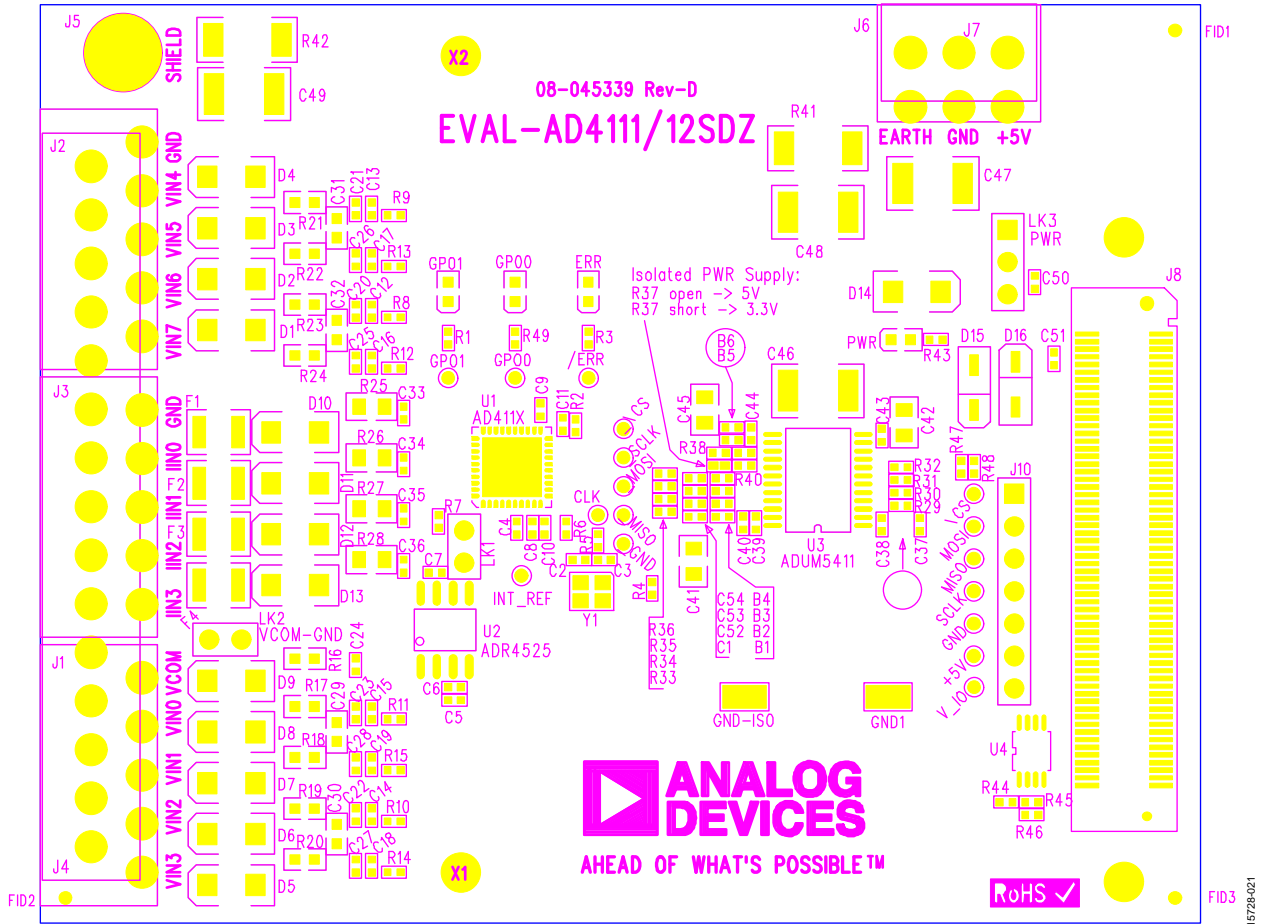 J5
SHIELD
R42
C49
X2
08-045339 Rev-D
EVAL-AD4111/12SDZ
J6
J7
EARTH GND +5V
FID1
R41
C48
C47
LK3
PWR
C50
J8
J2
GND
VIN4
VIN5
VIN6
VIN7
D4
D3
D2
D1
R21
R22
R23
R24
C31
C21
C13
R9
C26
C17
R13
C32
C20
C12
R8
C25
C16
R12
GPO1
GPO0
ERR
R1
R49
R3
GPO1
GPO0
/ERR
Isolated PWR Supply:
R37 open -> 5V
R37 short -> 3.3V
B6
B5
D14
PWR
R43
D15
D16
C51
J3
GND
IIN0
IIN1
IIN2
IIN3
F1
F2
F3
F4
D10
D11
D12
D13
R25
R26
R27
R28
C33
C34
C35
C36
U1
AD411X
C9
C11
R2
_CS
SCLK
MOSI
CLK
MISO
GND
C45
C46
C44
R38
R40
C43
C42
R32
R31
R30
R29
R47
R48
J10
R7
LK1
C7
C4
C8
C10
R6
R5
C2
C3
Y1
R4
INT_REF
C41
C40
C39
U3
ADUM5411
C38
C37
_CS
MOSI
MISO
SCLK
GND
+5V
V_IO
R36
R35
R34
R33
C54 B4
C53 B3
C52 B2
C1 B1
LK2
VCOM-GND
U2
ADR4525
C6
C5
GND-ISO
GND1
U4
R44
R45
R46
J1
VCOM
VIN0
VIN1
VIN2
VIN3
J4
D9
D8
D7
D6
D5
R16
C24
R17
C29
C23
C15
R11
R18
C28
C19
R15
R19
C30
C22
C14
R10
R20
C27
C18
R14
X1
ANALOG
DEVICES
AHEAD OF WHAT'S POSSIBLE™
RoHS ✓
FID2
FID3
15728-021